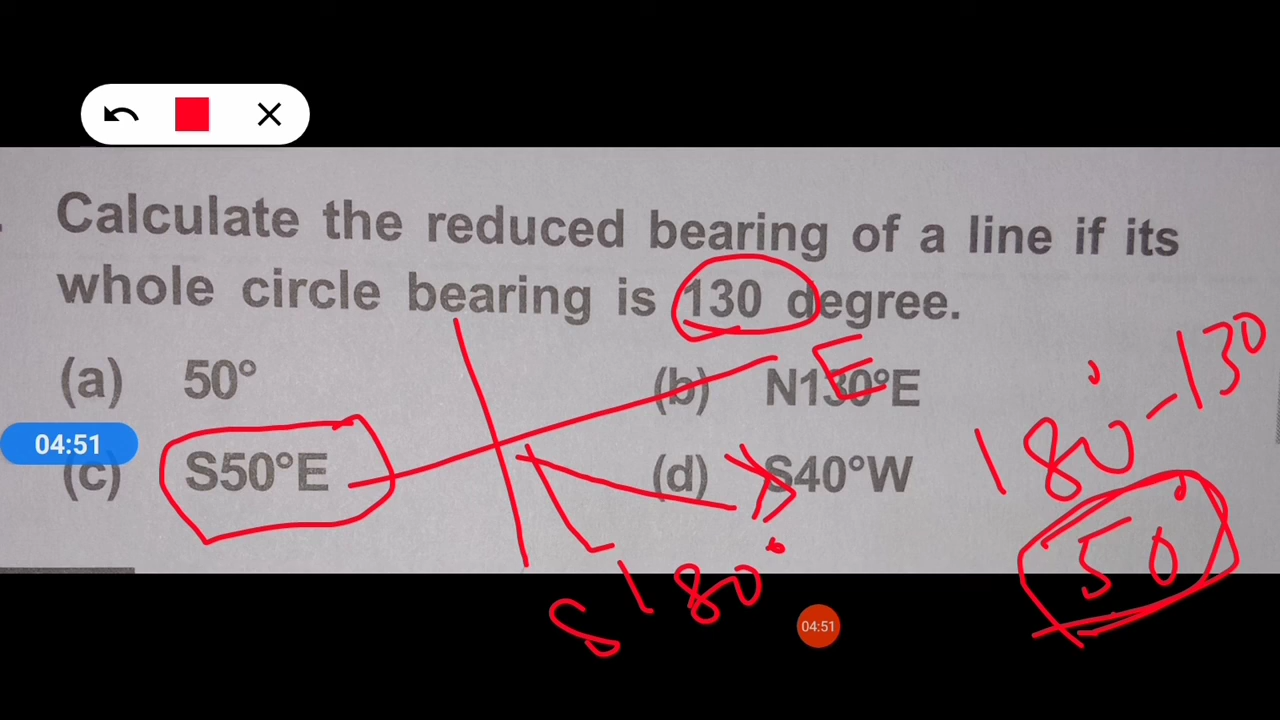 Calculate the reduced bearing of a line if its
whole circle bearing is 130 degree.
(a) 50°
(b) N130°E
(c) S50°E
(d) S40°W
04:51
E
180°-130
50°
S 180°
04:51